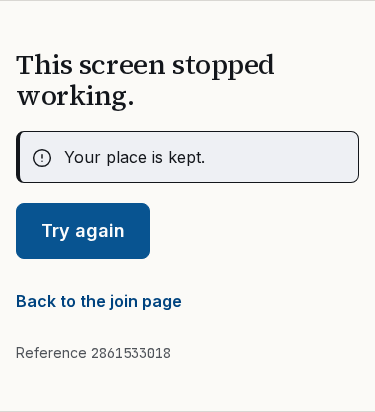 This screen stopped
working.
Your place is kept.
Try again
Back to the join page
Reference 2861533018